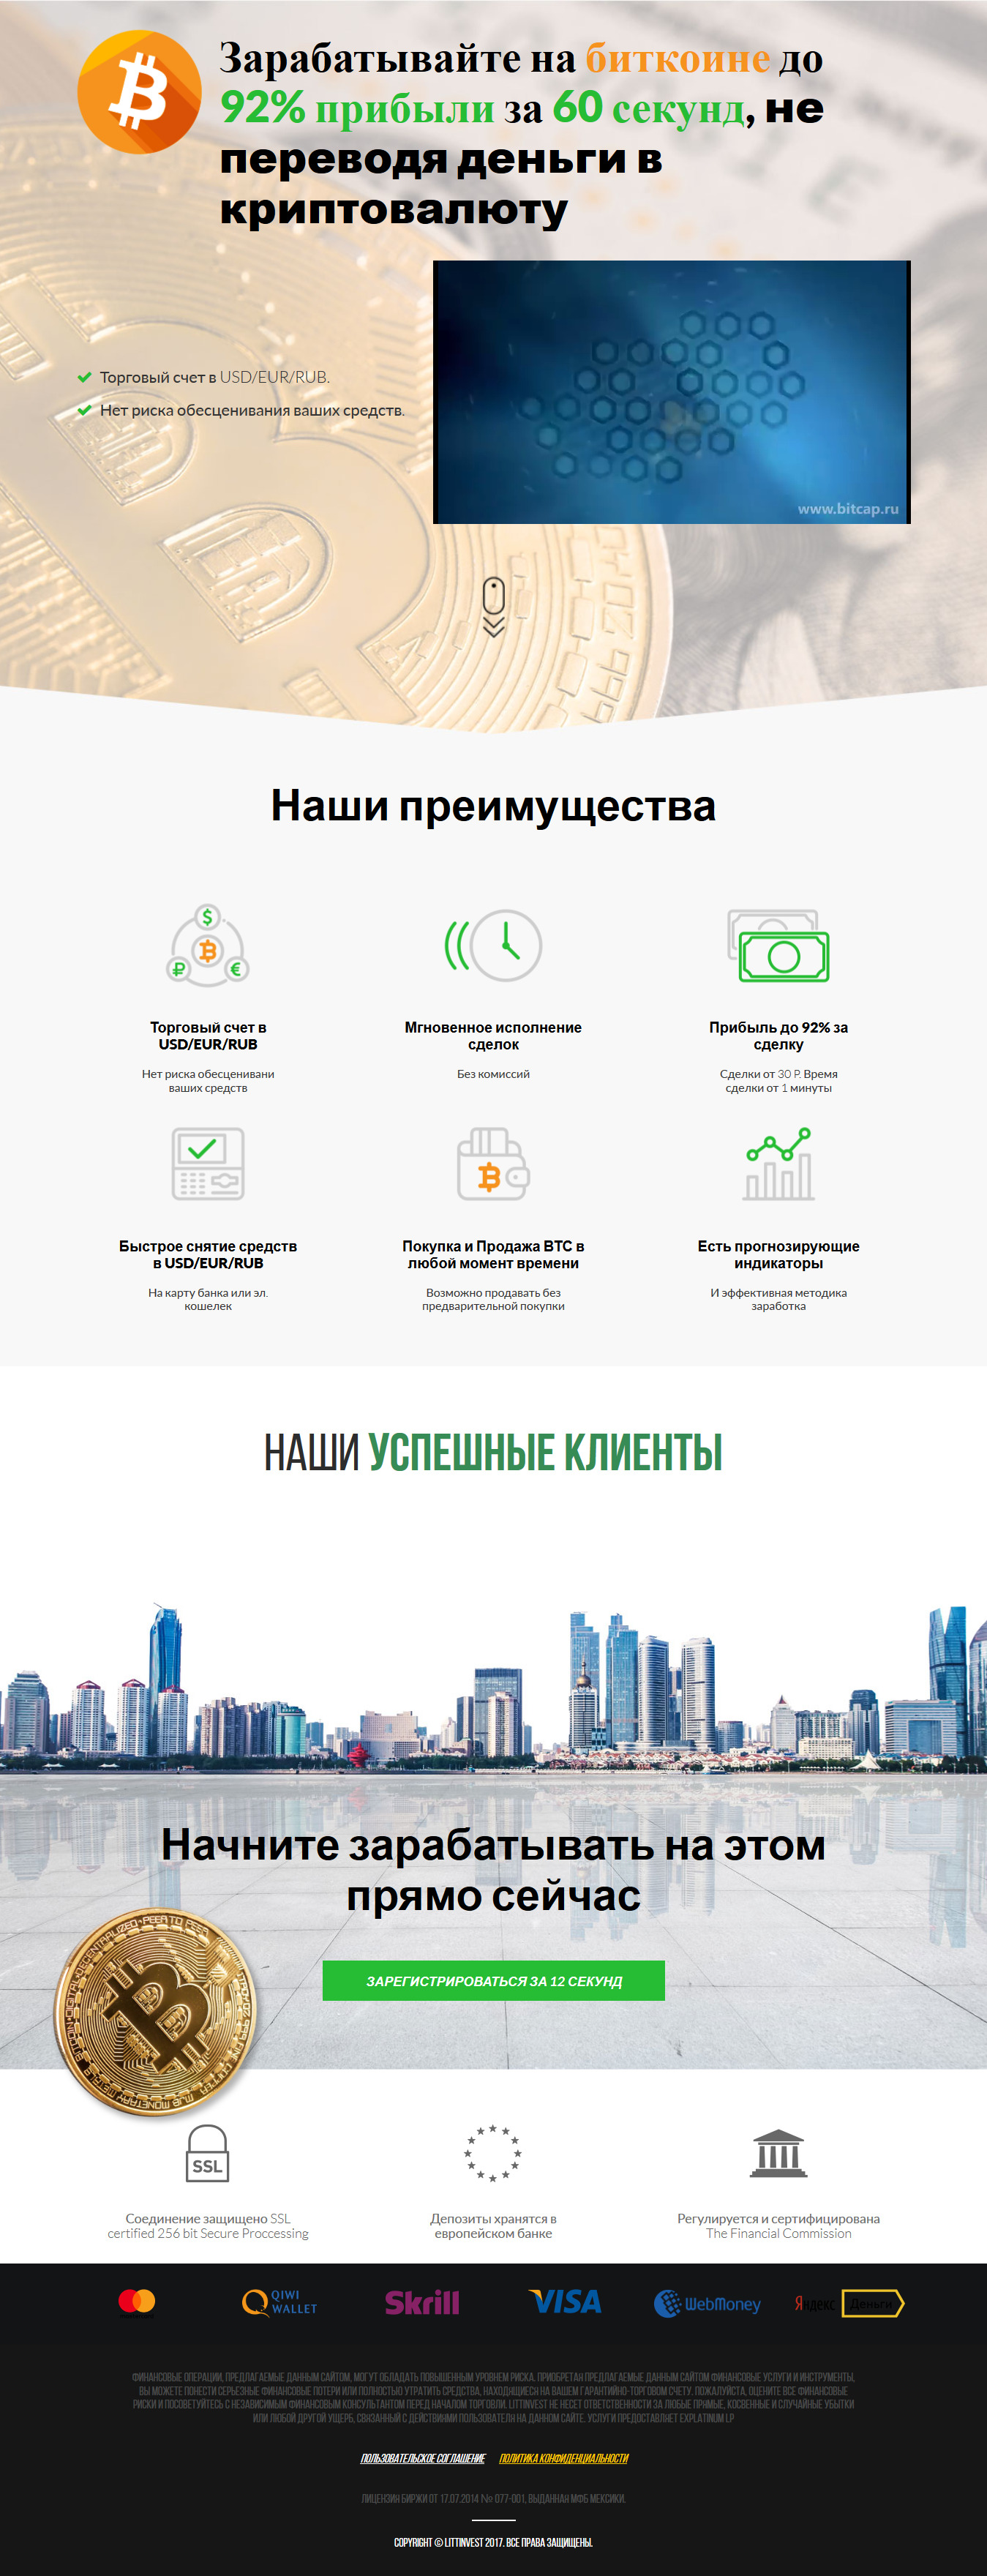 Зарабатывайте на биткоине до
92% прибыли за 60 секунд, не
переводя деньги в
криптовалюту
Торговый счет в USD/EUR/RUB.
Нет риска обесценивания ваших средств.
www.bitcap.ru
Наши преимущества
Торговый счет в
USD/EUR/RUB
Нет риска обесценивани
ваших средств
Мгновенное исполнение
сделок
Без комиссий
Прибыль до 92% за
сделку
Сделки от 30 Р. Время
сделки от 1 минуты
Быстрое снятие средств
в USD/EUR/RUB
На карту банка или эл.
кошелек
Покупка и Продажа BTC в
любой момент времени
Возможно продавать без
предварительной покупки
Есть прогнозирующие
индикаторы
И эффективная методика
заработка
НАШИ УСПЕШНЫЕ КЛИЕНТЫ
Начните зарабатывать на этом
прямо сейчас
ЗАРЕГИСТРИРОВАТЬСЯ ЗА 12 СЕКУНД
SSL
Соединение защищено SSL
certified 256 bit Secure Proccessing
Депозиты хранятся в
европейском банке
Регулируется и сертифицирована
The Financial Commission
QIWI
WALLET
Skrill
VISA
WebMoney
Яндекс Деньги
ФИНАНСОВЫЕ ОПЕРАЦИИ, ПРЕДЛАГАЕМЫЕ ДАННЫМ САЙТОМ, МОГУТ ОБЛАДАТЬ ПОВЫШЕННЫМ УРОВНЕМ РИСКА. ПРИОБРЕТАЯ ПРЕДЛАГАЕМЫЕ ДАННЫМ САЙТОМ ФИНАНСОВЫЕ УСЛУГИ И ИНСТРУМЕНТЫ,
ВЫ МОЖЕТЕ ПОНЕСТИ СЕРЬЕЗНЫЕ ФИНАНСОВЫЕ ПОТЕРИ ИЛИ ПОЛНОСТЬЮ УТРАТИТЬ СРЕДСТВА, НАХОДЯЩИЕСЯ НА ВАШЕМ ГАРАНТИЙНО-ТОРГОВОМ СЧЕТУ. ПОЖАЛУЙСТА, ОЦЕНИТЕ ВСЕ ФИНАНСОВЫЕ
РИСКИ И ПОСОВЕТУЙТЕСЬ С НЕЗАВИСИМЫМ ФИНАНСОВЫМ КОНСУЛЬТАНТОМ ПЕРЕД НАЧАЛОМ ТОРГОВЛИ. LITTINVEST НЕ НЕСЕТ ОТВЕТСТВЕННОСТИ ЗА ЛЮБЫЕ ПРЯМЫЕ, КОСВЕННЫЕ И СЛУЧАЙНЫЕ УБЫТКИ
ИЛИ ЛЮБОЙ ДРУГОЙ УЩЕРБ, СВЯЗАННЫЙ С ДЕЙСТВИЯМИ ПОЛЬЗОВАТЕЛЯ НА ДАННОМ САЙТЕ. УСЛУГИ ПРЕДОСТАВЛЯЕТ EXPLATINUM LP
ПОЛЬЗОВАТЕЛЬСКОЕ СОГЛАШЕНИЕ ПОЛИТИКА КОНФИДЕНЦИАЛЬНОСТИ
ЛИЦЕНЗИЯ БИРЖИ ОТ 17.07.2014 № 077-001, ВЫДАННАЯ МФБ МЕКСИКИ.
COPYRIGHT © LITTINVEST 2017. ВСЕ ПРАВА ЗАЩИЩЕНЫ.